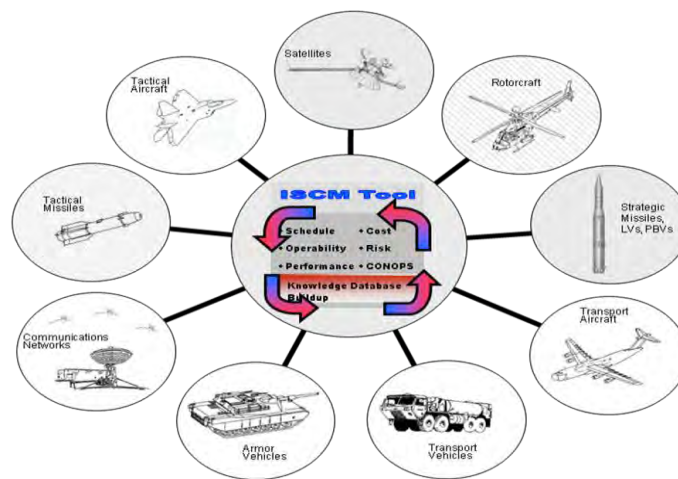 Satellites
Tactical
Aircraft
Rotorcraft
Tactical
Missiles
ISCM Tool
• Schedule • Cost
• Operability • Risk
• Performance • CONOPS
Knowledge Database
Buildup
Strategic
Missiles,
LVs, PBVs
Communications
Networks
Transport
Aircraft
Armor
Vehicles
Transport
Vehicles